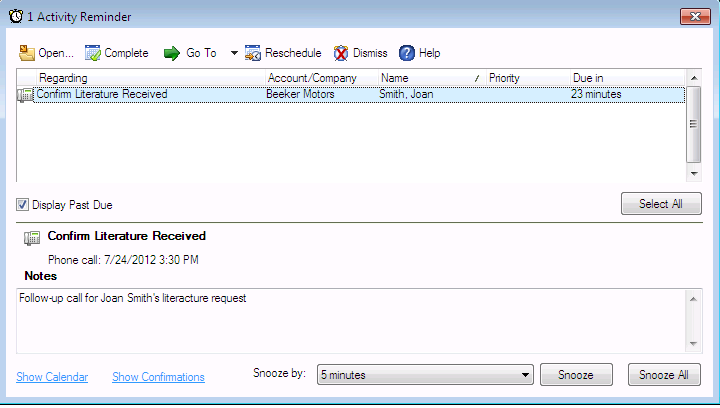 1 Activity Reminder
Open... Complete Go To Reschedule Dismiss Help
Regarding Account/Company Name / Priority Due in
Confirm Literature Received Beeker Motors Smith, Joan 23 minutes
Display Past Due Select All
Confirm Literature Received
Phone call: 7/24/2012 3:30 PM
Notes
Follow-up call for Joan Smith's literacture request
Show Calendar Show Confirmations Snooze by: 5 minutes Snooze Snooze All